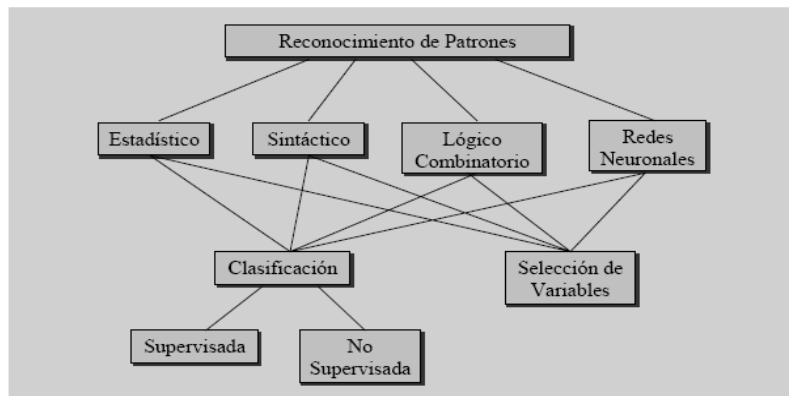 Reconocimiento de Patrones
Estadístico
Sintáctico
Lógico
Combinatorio
Redes
Neuronales
Clasificación
Selección de
Variables
Supervisada
No
Supervisada